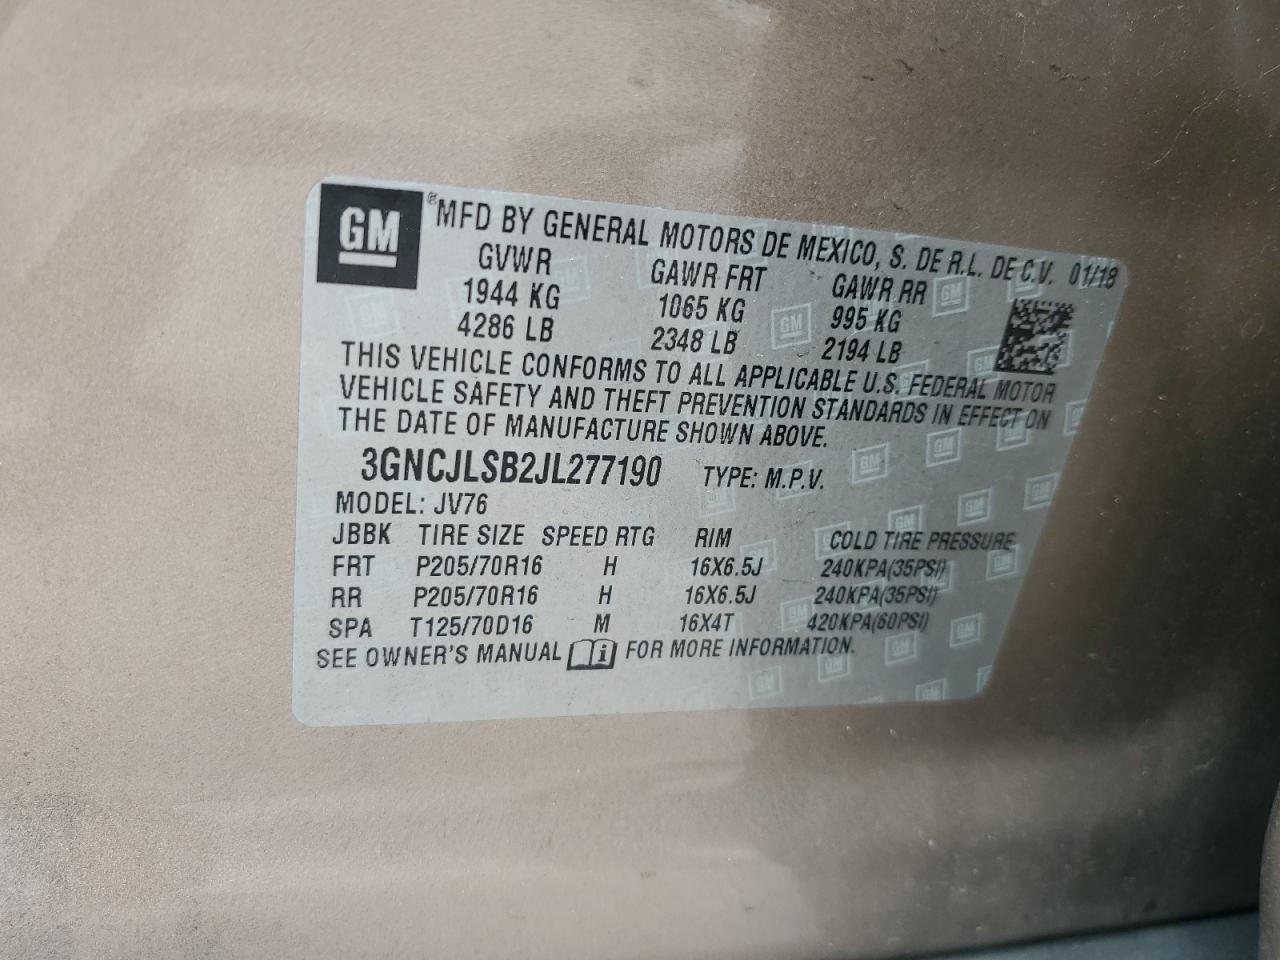 GM ® MFD BY GENERAL MOTORS DE MEXICO, S. DE R.L. DE C.V. 01/18
GVWR GAWR FRT GAWR RR
1944 KG 1065 KG 995 KG
4286 LB 2348 LB 2194 LB
THIS VEHICLE CONFORMS TO ALL APPLICABLE U.S. FEDERAL MOTOR
VEHICLE SAFETY AND THEFT PREVENTION STANDARDS IN EFFECT ON
THE DATE OF MANUFACTURE SHOWN ABOVE.
3GNCJLSB2JL277190 TYPE: M.P.V.
MODEL: JV76
JBBK TIRE SIZE SPEED RTG RIM COLD TIRE PRESSURE
FRT P205/70R16 H 16X6.5J 240KPA(35PSI)
RR P205/70R16 H 16X6.5J 240KPA(35PSI)
SPA T125/70D16 M 16X4T 420KPA(60PSI)
SEE OWNER'S MANUAL i FOR MORE INFORMATION.